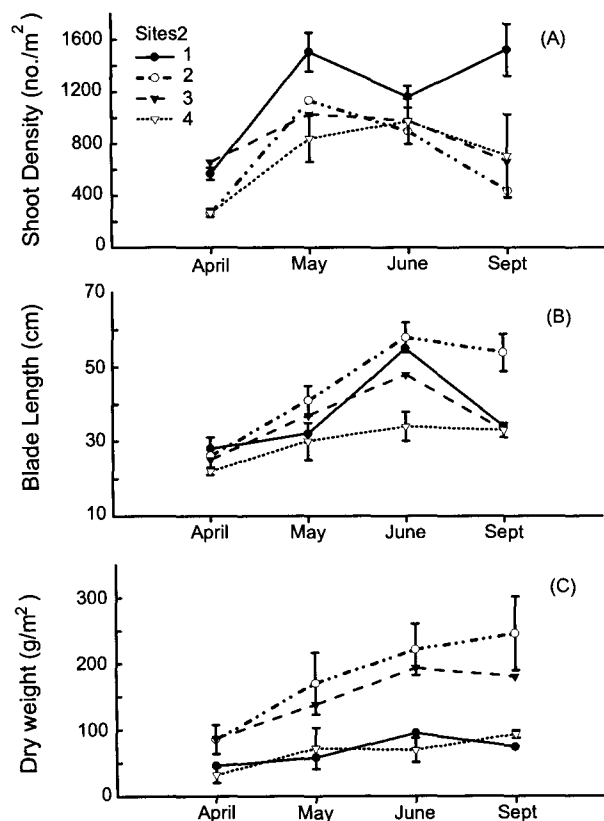 (A)
Shoot Density (no./m²)
1600
1200
800
400
0
Sites2
1
2
3
4
April May June Sept
(B)
Blade Length (cm)
70
50
30
10
April May June Sept
(C)
Dry weight (g/m²)
300
200
100
0
April May June Sept